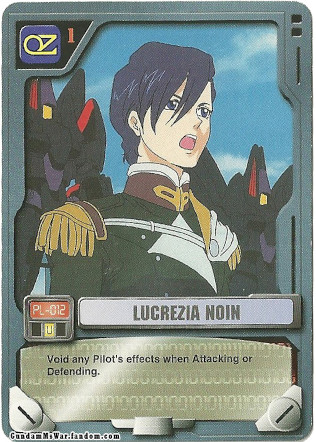 OZ 1
PL-012
U
LUCREZIA NOIN
Void any Pilot's effects when Attacking or
Defending.
GundamMsWar.fandom.com